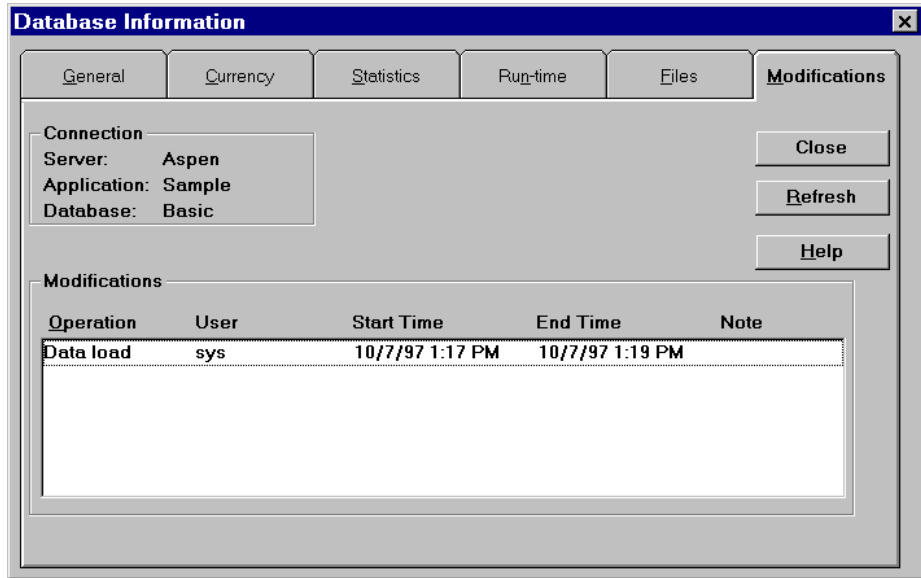 Database Information
General Currency Statistics Run-time Files Modifications
Connection
Server: Aspen
Application: Sample
Database: Basic
Close
Refresh
Help
Modifications
Operation User Start Time End Time Note
Data load sys 10/7/97 1:17 PM 10/7/97 1:19 PM